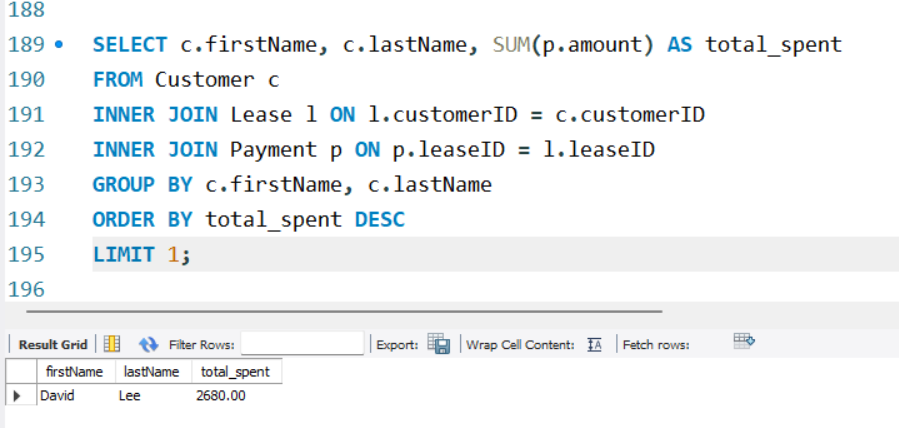 188
189 SELECT c.firstName, c.lastName, SUM(p.amount) AS total_spent
190 FROM Customer c
191 INNER JOIN Lease l ON l.customerID = c.customerID
192 INNER JOIN Payment p ON p.leaseID = l.leaseID
193 GROUP BY c.firstName, c.lastName
194 ORDER BY total_spent DESC
195 LIMIT 1;
196
Result Grid Filter Rows: Export: Wrap Cell Content: IA Fetch rows:
firstName lastName total_spent
David Lee 2680.00